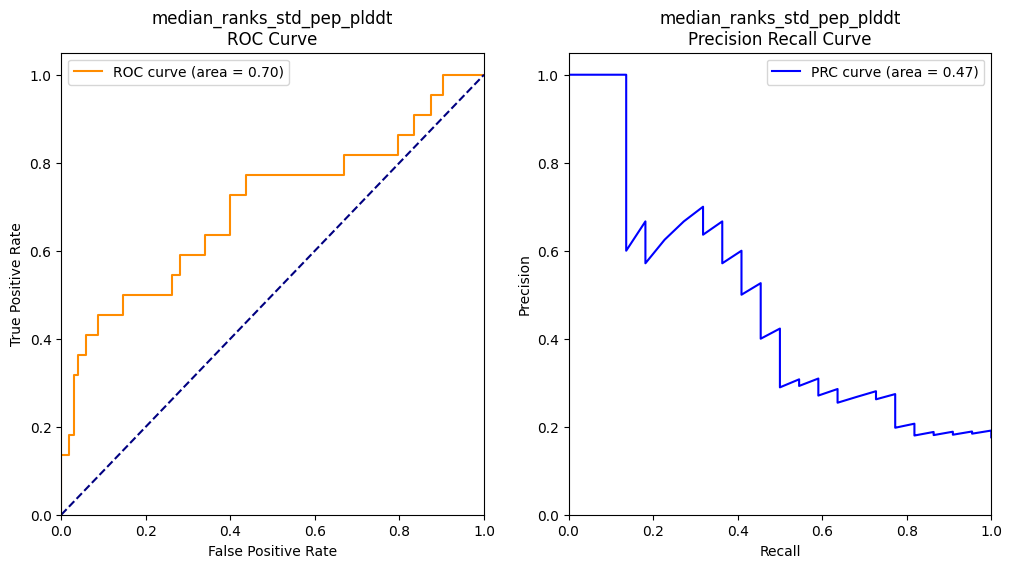 median_ranks_std_pep_plddt
ROC Curve
ROC curve (area = 0.70)
True Positive Rate
1.0
0.8
0.6
0.4
0.2
0.0
0.0 0.2 0.4 0.6 0.8 1.0
False Positive Rate
median_ranks_std_pep_plddt
Precision Recall Curve
PRC curve (area = 0.47)
Precision
1.0
0.8
0.6
0.4
0.2
0.0
0.0 0.2 0.4 0.6 0.8 1.0
Recall